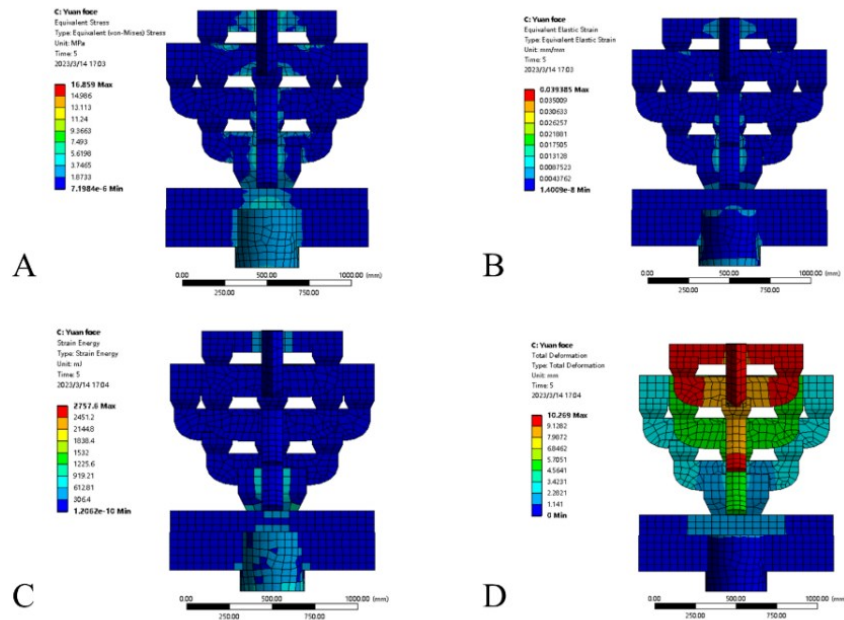 C: Yuan face
Equivalent Stress
Type: Equivalent (von-Mises) Stress
Unit: MPa
Time: 5
2023/3/14 17:03
16.859 Max
14.986
13.113
11.24
9.3663
7.493
5.6198
3.7465
1.8733
7.1984e-6 Min
A
0.00
500.00
1000.00 (mm)
250.00
750.00
C: Yuan face
Equivalent Elastic Strain
Type: Equivalent Elastic Strain
Unit: mm/mm
Time: 5
2023/3/14 17:03
0.039385 Max
0.035009
0.030633
0.026257
0.021881
0.017505
0.013128
0.0087523
0.0043762
1.4009e-8 Min
B
0.00
500.00
1000.00 (mm)
250.00
750.00
C: Yuan face
Strain Energy
Type: Strain Energy
Unit: mJ
Time: 5
2023/3/14 17:04
2757.6 Max
2451.2
2144.8
1838.4
1532
1225.6
919.21
612.81
306.4
1.2062e-10 Min
C
0.00
500.00
1000.00 (mm)
250.00
750.00
C: Yuan face
Total Deformation
Type: Total Deformation
Unit: mm
Time: 5
2023/3/14 17:04
10.269 Max
9.1282
7.9872
6.8462
5.7051
4.5641
3.4231
2.2821
1.141
0 Min
D
0.00
500.00
1000.00 (mm)
250.00
750.00